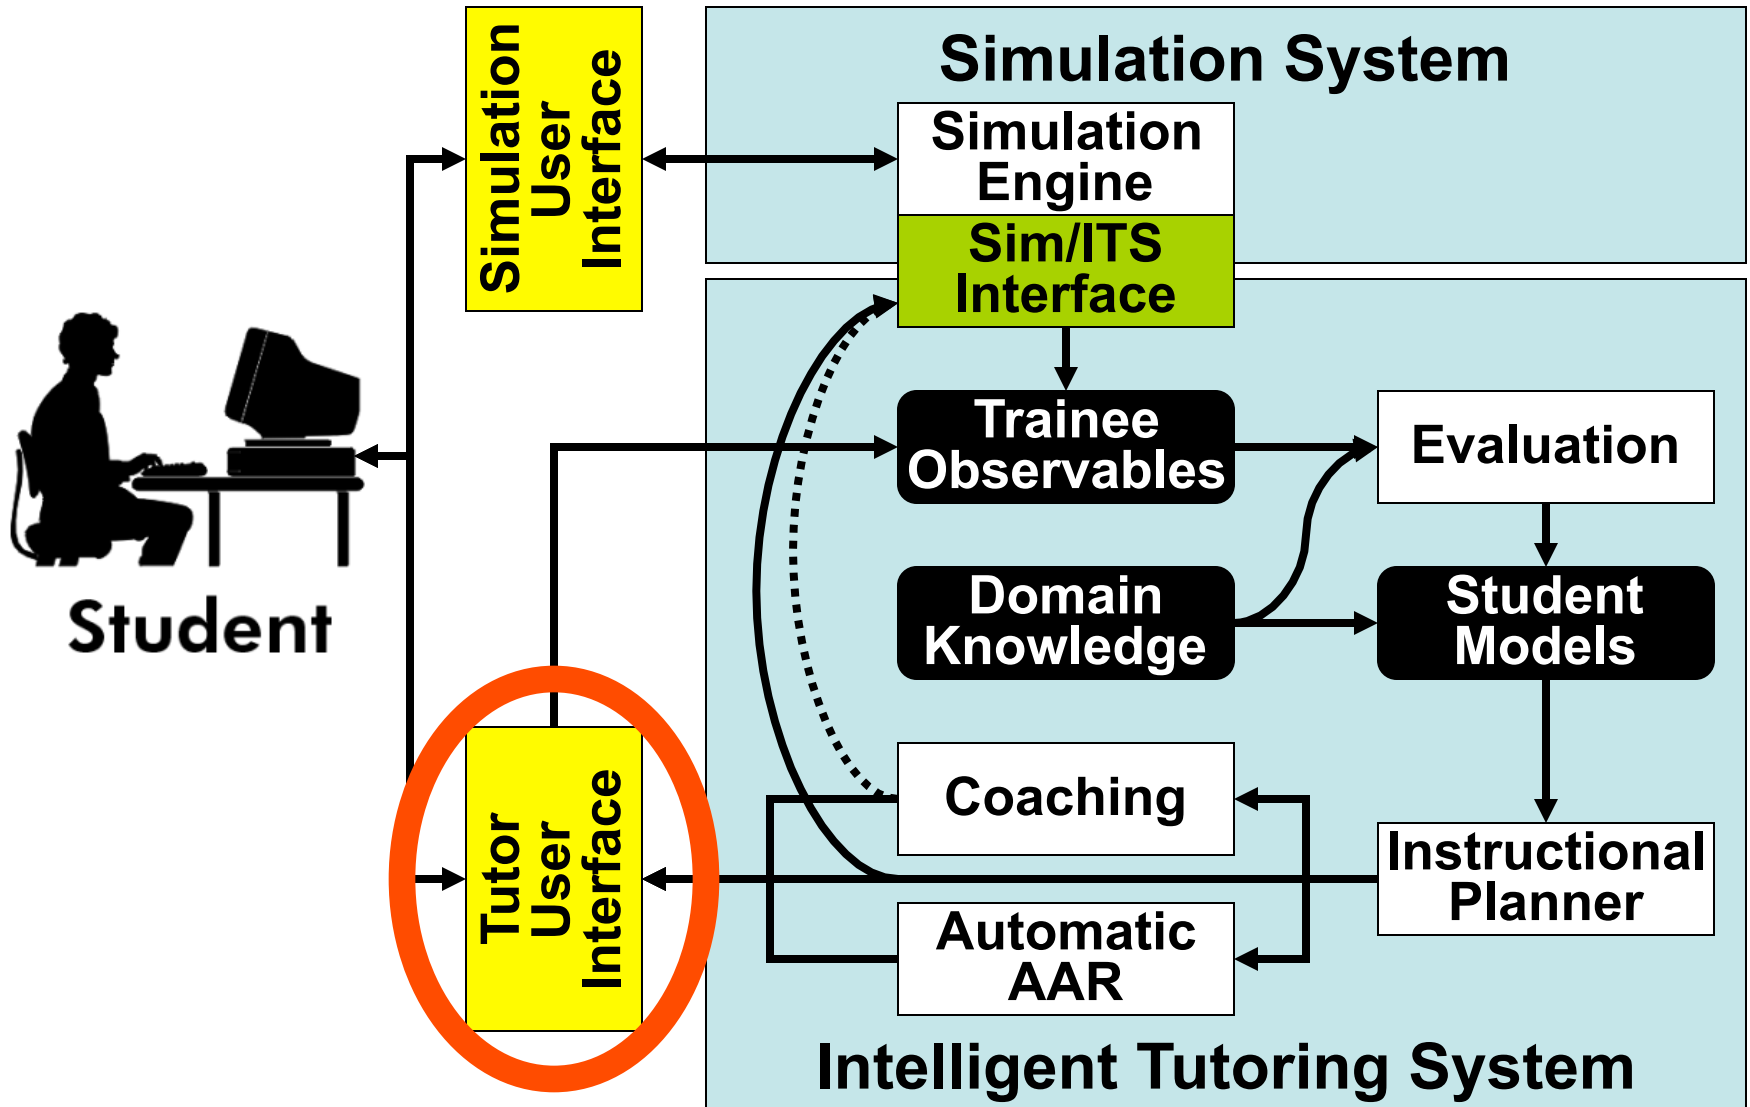 Simulation System
Simulation
User
Interface
Simulation
Engine
Sim/ITS
Interface
Trainee
Observables
Evaluation
Domain
Knowledge
Student
Models
Student
Tutor
User
Interface
Coaching
Instructional
Planner
Automatic
AAR
Intelligent Tutoring System